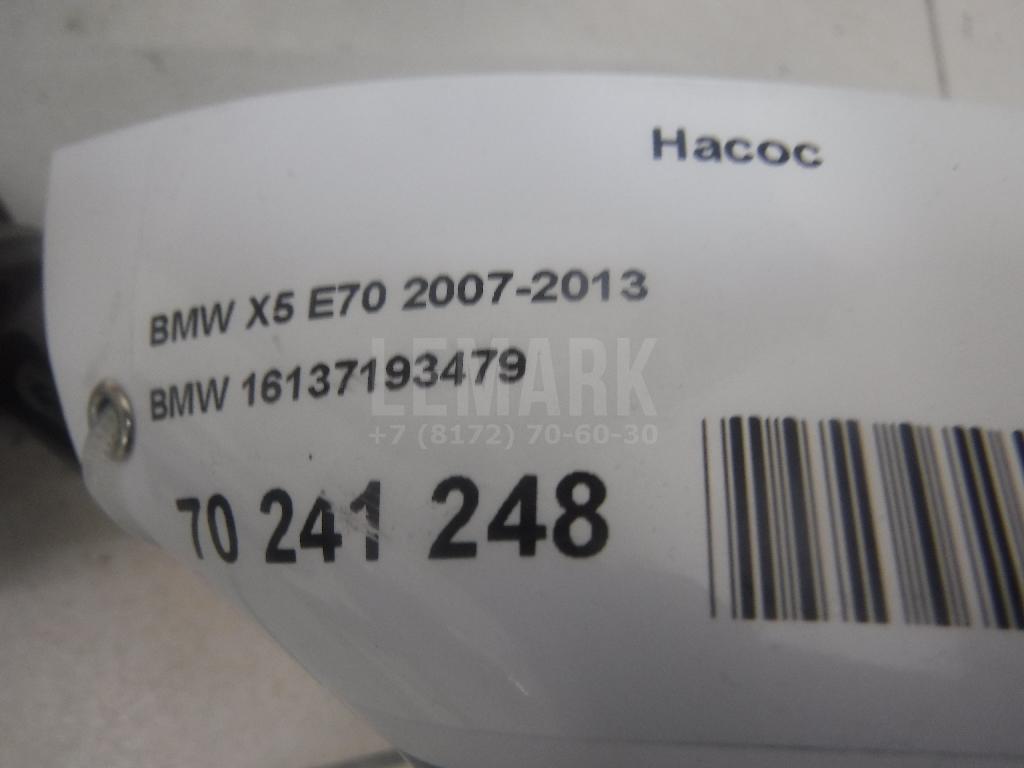 Насос
BMW X5 E70 2007-2013
BMW 16137193479
LEMARK
+7 (8172) 70-60-30
70 241 248